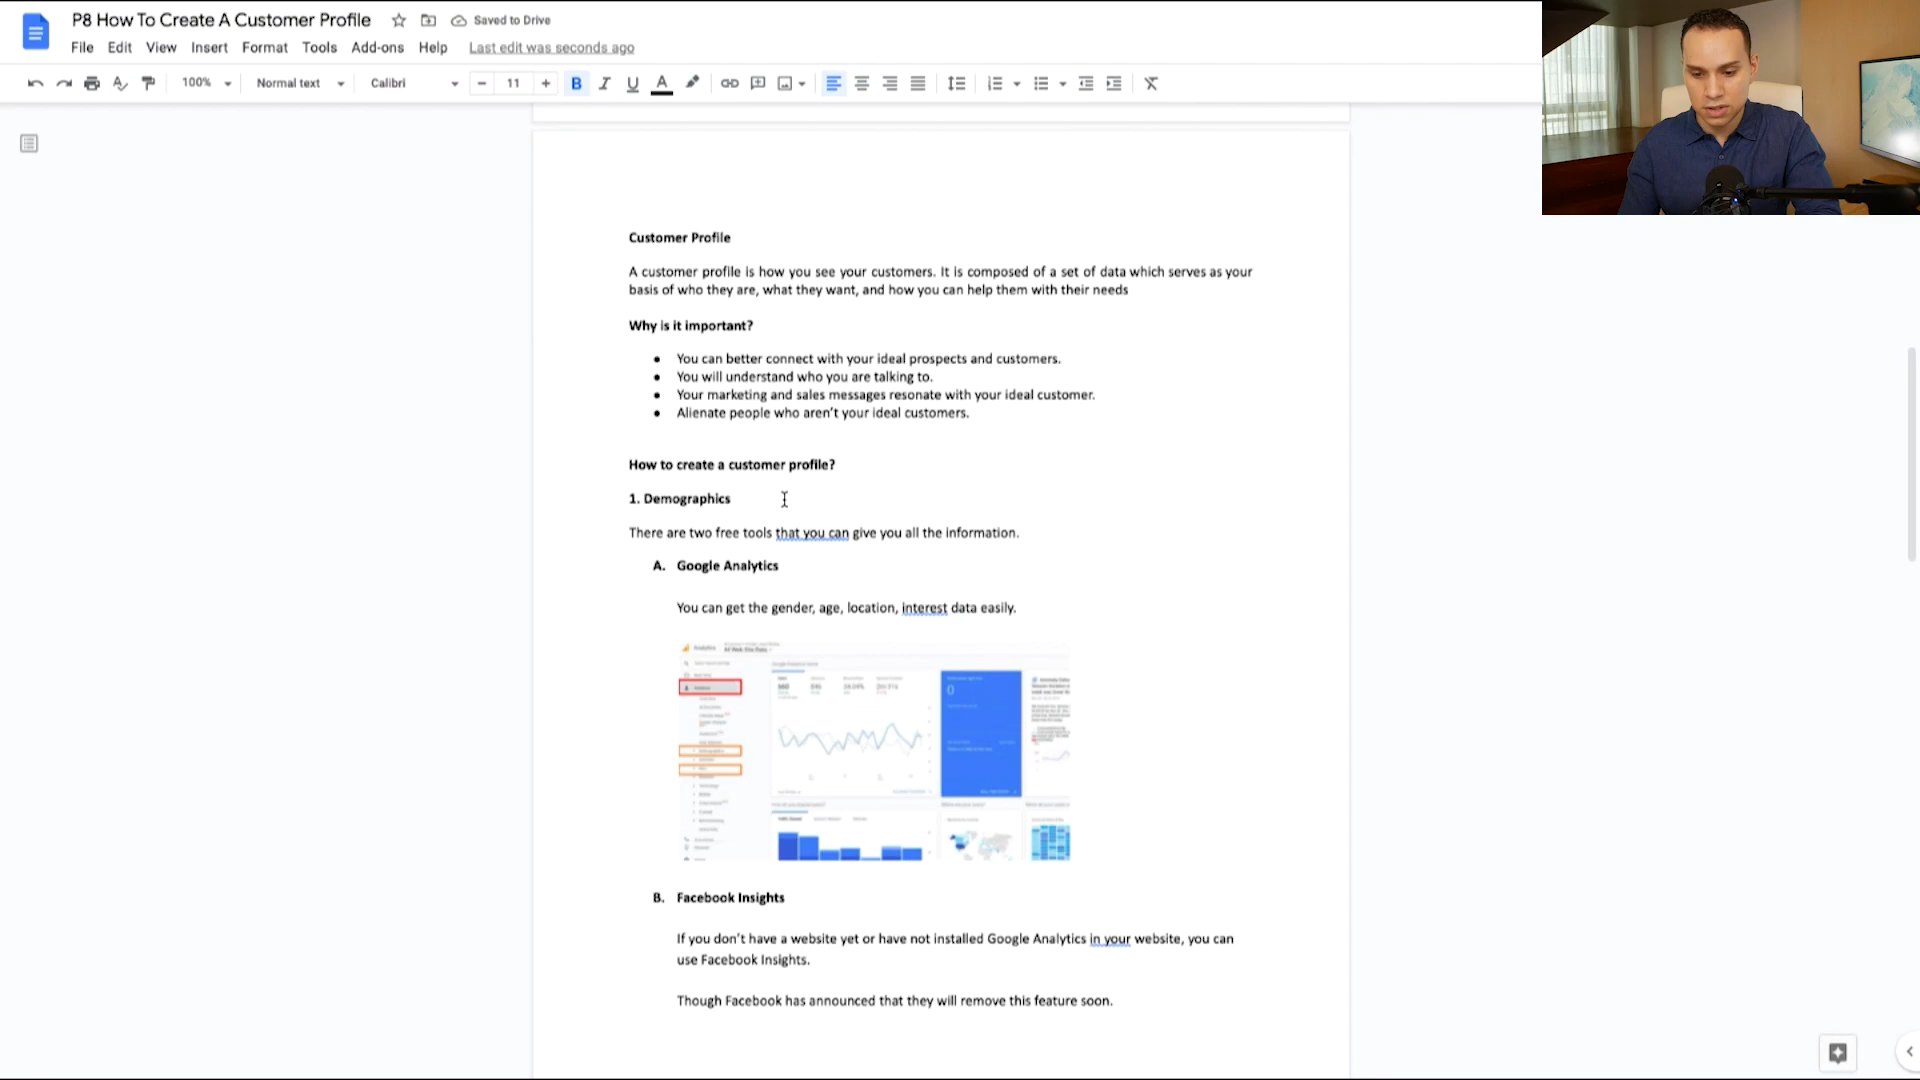 P8 How To Create A Customer Profile
Saved to Drive
File Edit View Insert Format Tools Add-ons Help Last edit was seconds ago
100% Normal text Calibri 11 B I U A
Customer Profile
A customer profile is how you see your customers. It is composed of a set of data which serves as your
basis of who they are, what they want, and how you can help them with their needs
Why is it important?
● You can better connect with your ideal prospects and customers.
● You will understand who you are talking to.
● Your marketing and sales messages resonate with your ideal customer.
● Alienate people who aren't your ideal customers.
How to create a customer profile?
1. Demographics
There are two free tools that you can give you all the information.
A. Google Analytics
You can get the gender, age, location, interest data easily.
Analytics
0
B. Facebook Insights
If you don't have a website yet or have not installed Google Analytics in your website, you can
use Facebook Insights.
Though Facebook has announced that they will remove this feature soon.